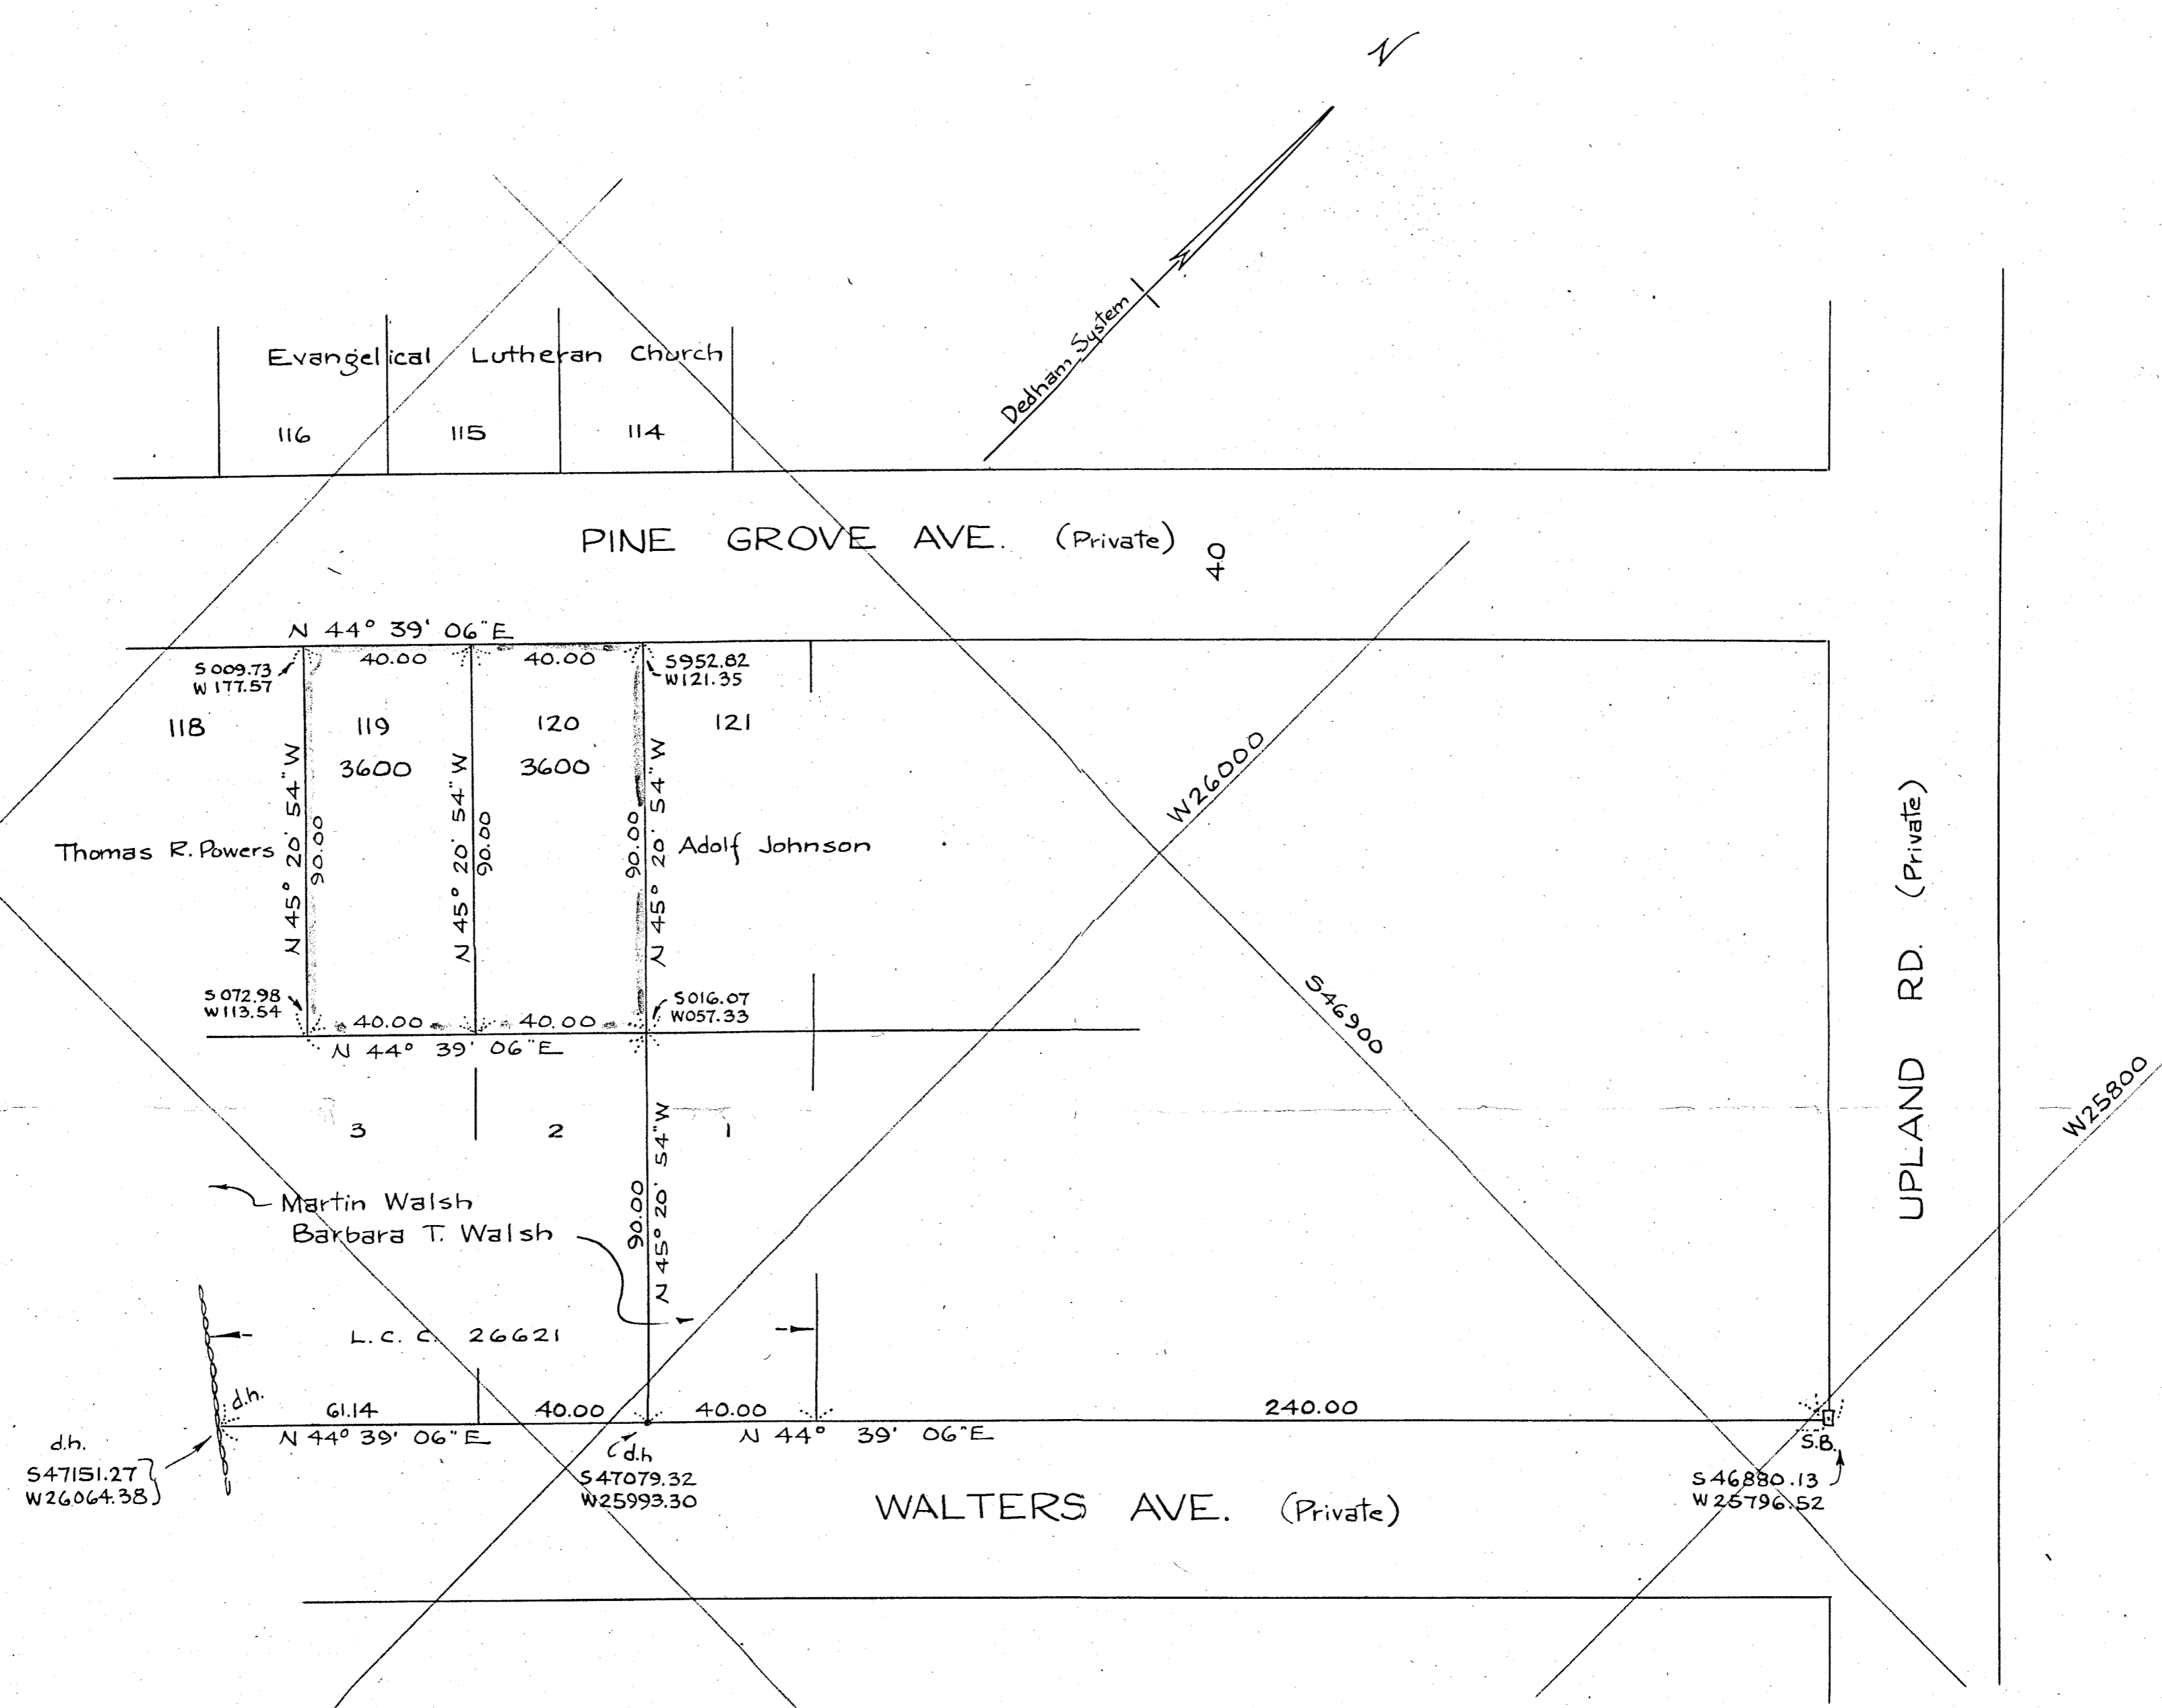 N
Dedham System
Evangelical Lutheran Church
116
115
114
PINE GROVE AVE. (Private)
40
N 44° 39' 06"E
40.00
40.00
S 009.73
W 177.57
S952.82
W121.35
118
119
120
121
3600
3600
N 45° 20' 54"W
90.00
N 45° 20' 54"W
90.00
90.00
N 45° 20' 54"W
Thomas R. Powers
Adolf Johnson
W26000
S46900
UPLAND RD. (Private)
W25800
S 072.98
W113.54
S016.07
W057.33
40.00
40.00
N 44° 39' 06"E
3
2
1
90.00
N 45° 20' 54"W
Martin Walsh
Barbara T. Walsh
L. C. C. 26621
d.h.
61.14
40.00
40.00
240.00
N 44° 39' 06"E
N 44° 39' 06"E
d.h.
S47151.27
W26064.38
d.h
S47079.32
W25993.30
S.B.
S46880.13
W25796.52
WALTERS AVE. (Private)